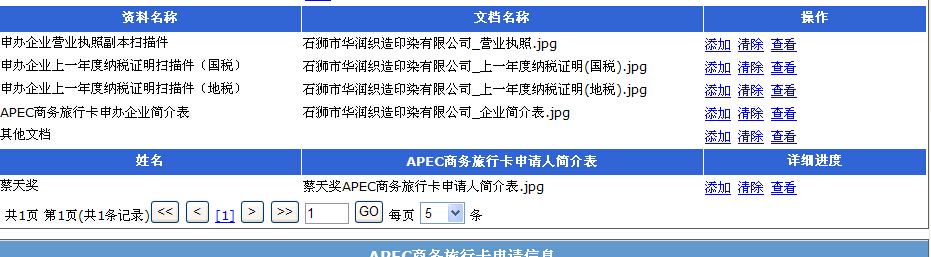 资料名称 文档名称 操作
申办企业营业执照副本扫描件 石狮市华润织造印染有限公司_营业执照.jpg 添加 清除 查看
申办企业上一年度纳税证明扫描件（国税） 石狮市华润织造印染有限公司_上一年度纳税证明(国税).jpg 添加 清除 查看
申办企业上一年度纳税证明扫描件（地税） 石狮市华润织造印染有限公司_上一年度纳税证明(地税).jpg 添加 清除 查看
APEC商务旅行卡申办企业简介表 石狮市华润织造印染有限公司_企业简介表.jpg 添加 清除 查看
其他文档 添加 清除 查看
姓名 APEC商务旅行卡申请人简介表 详细进度
蔡天奖 蔡天奖APEC商务旅行卡申请人简介表.jpg 添加 清除 查看
共1页 第1页(共1条记录) << < [1] > >> 1 GO 每页 5 条
APEC商务旅行卡申请信息